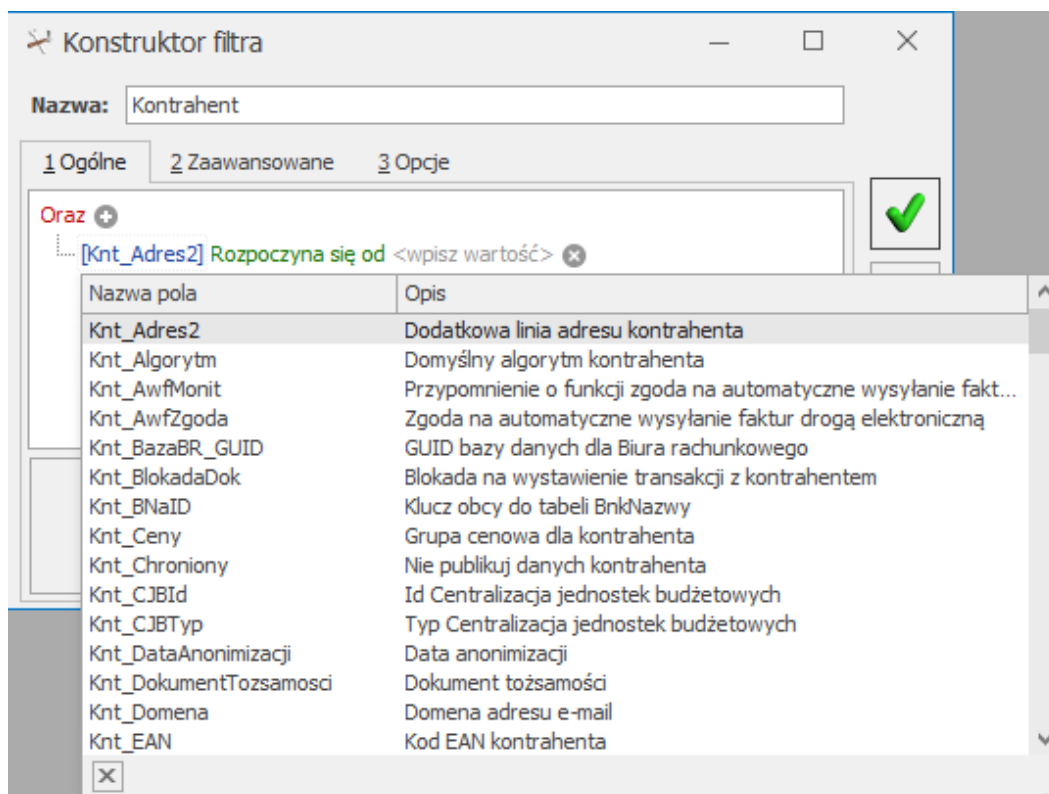 Konstruktor filtra
Nazwa: Kontrahent
1 Ogólne 2 Zaawansowane 3 Opcje
Oraz
[Knt_Adres2] Rozpoczyna się od <wpisz wartość>
Nazwa pola Opis
Knt_Adres2 Dodatkowa linia adresu kontrahenta
Knt_Algorytm Domyślny algorytm kontrahenta
Knt_AwfMonit Przypomnienie o funkcji zgoda na automatyczne wysyłanie fakt...
Knt_AwfZgoda Zgoda na automatyczne wysyłanie faktur drogą elektroniczną
Knt_BazaBR_GUID GUID bazy danych dla Biura rachunkowego
Knt_BlokadaDok Blokada na wystawienie transakcji z kontrahentem
Knt_BNaID Klucz obcy do tabeli BnkNazwy
Knt_Ceny Grupa cenowa dla kontrahenta
Knt_Chroniony Nie publikuj danych kontrahenta
Knt_CJBId Id Centralizacja jednostek budżetowych
Knt_CJBTyp Typ Centralizacja jednostek budżetowych
Knt_DataAnonimizacji Data anonimizacji
Knt_DokumentTozsamosci Dokument tożsamości
Knt_Domena Domena adresu e-mail
Knt_EAN Kod EAN kontrahenta